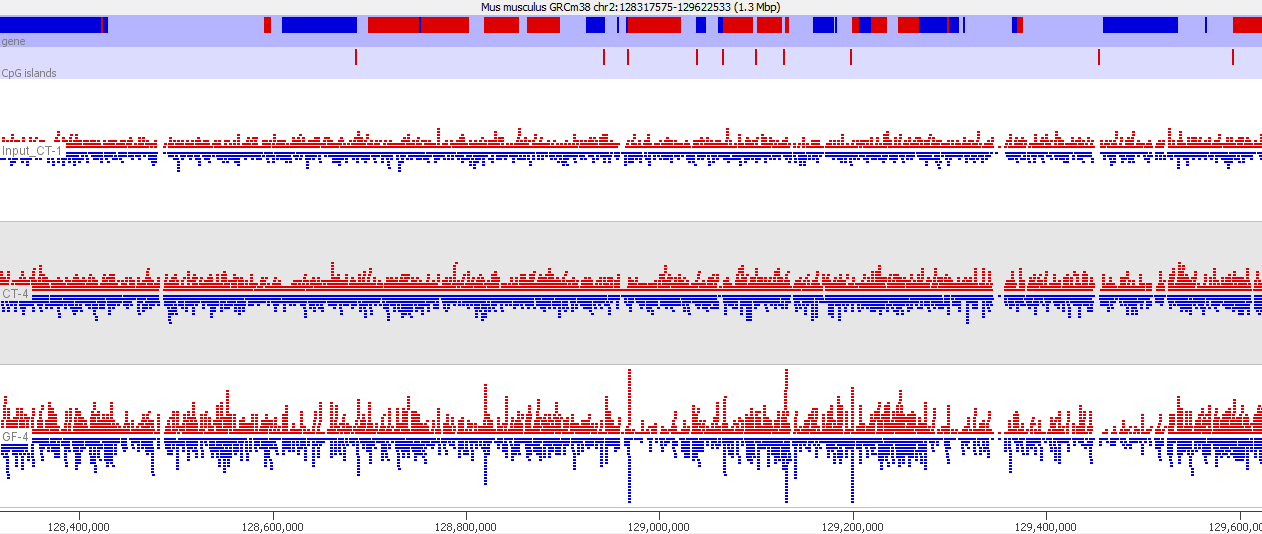 Mus musculus GRCm38 chr2:128317575-129622533 (1.3 Mbp)
gene
CpG islands
Input_CT-1
CT-4
GF-4
128,400,000 128,600,000 128,800,000 129,000,000 129,200,000 129,400,000 129,600,0